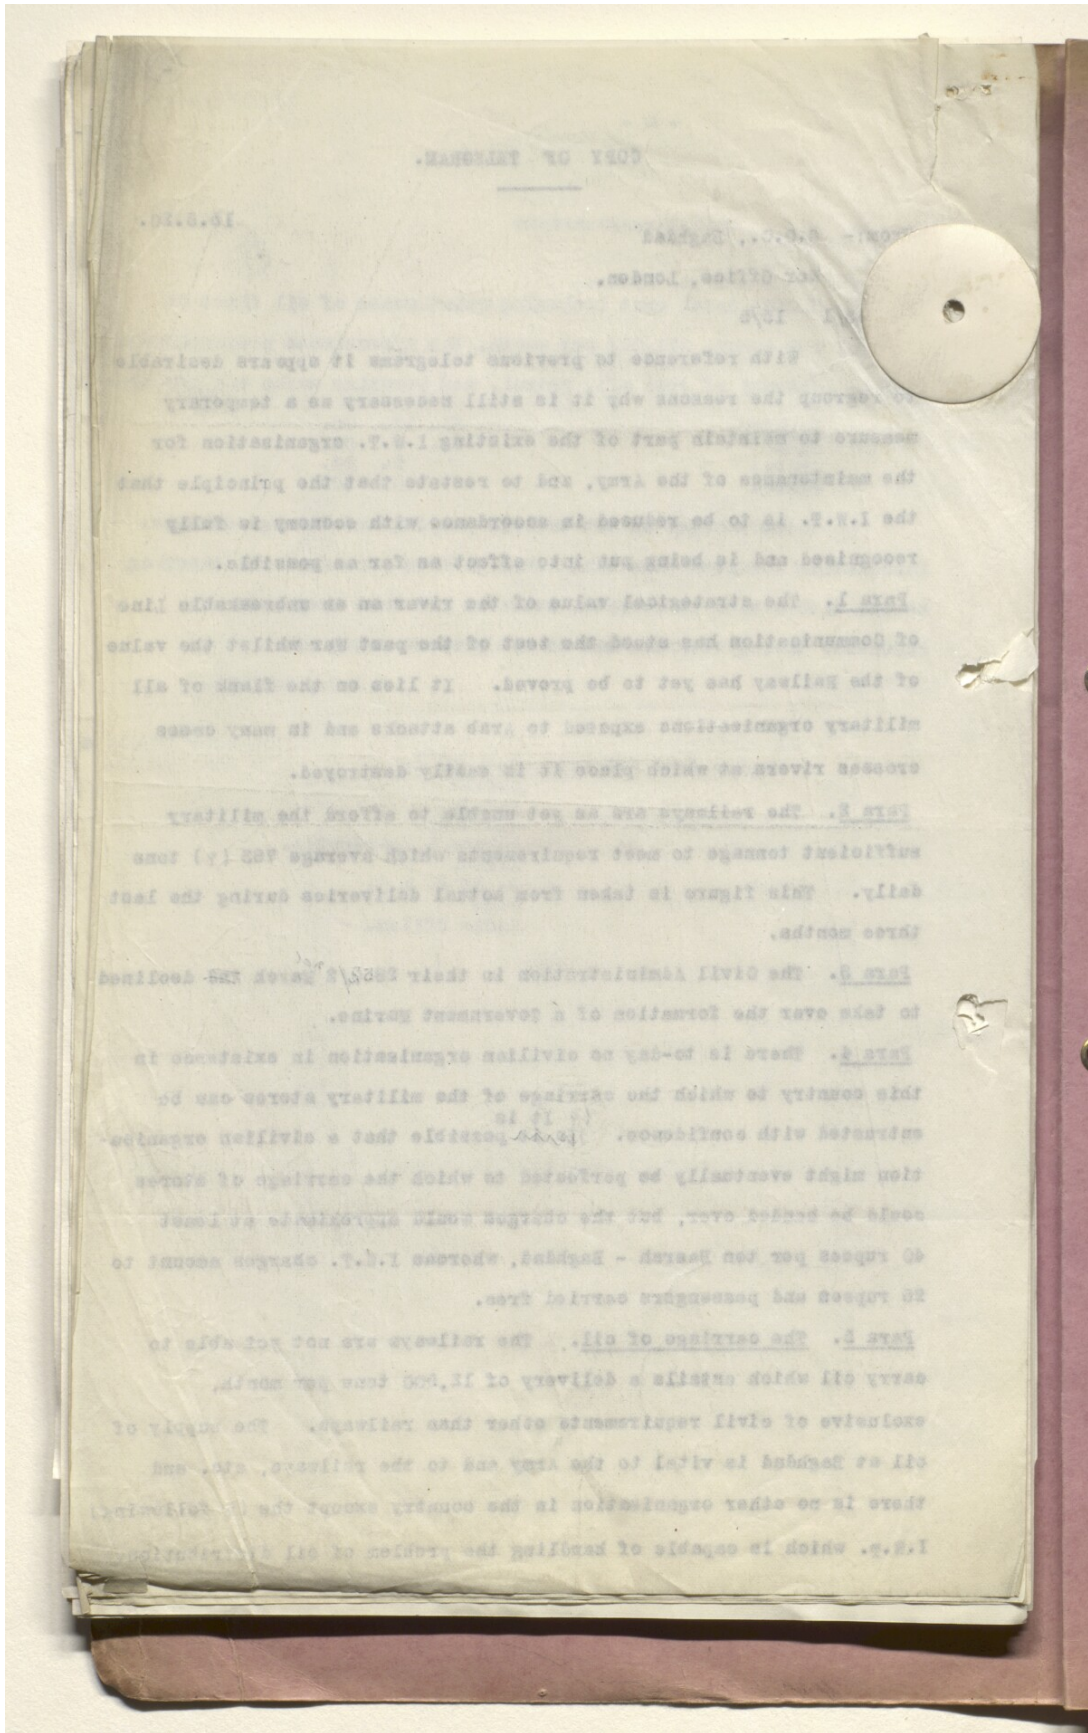 COPY OF TELEGRAM.
16.6.20.
From:- G.O.C., Baghdad
War Office, London.
16/6
With reference to previous telegrams it appears desirable
to regroup the reasons why it is still necessary as a temporary
measure to maintain part of the existing I.W.T. organisation for
the maintenance of the Army, and to restate that the principle that
the I.W.T. is to be reduced in accordance with economy is fully
recognised and is being put into effect as far as possible.
Para 1. The strategical value of the river as an unbreakable line
of Communication has stood the test of the past War whilst the value
of the Railway has yet to be proved. It lies on the flank of all
military organisations exposed to Arab attacks and in many cases
crosses rivers at which place it is easily destroyed.
Para 2. The railways are as yet unable to afford the military
sufficient tonnage to meet requirements which average 762 (?) tons
daily. This figure is taken from actual deliveries during the last
three months.
Para 3. The Civil Administration in their March declined
to take over the formation of a Government Marine.
Para 4. There is to-day no civilian organisation in existence in
this country to which the carriage of the military stores can be
entrusted with confidence. (?) It is possible that a civilian organisa-
tion might eventually be perfected to which the carriage of stores
could be handed over, but the charges would approximate at least
40 rupees per ton Basrah - Baghdad, whereas I.W.T. charges amount to
26 rupees and passengers carried free.
Para 5. The carriage of oil. The railways are not yet able to
carry oil which entails a delivery of tons per month,
exclusive of civil requirements other than railways. The supply of
oil at Baghdad is vital to the Army and to the railways, etc. and
there is no other organisation in the country except the following:
I.W.T. which is capable of handling the problem of oil distribution